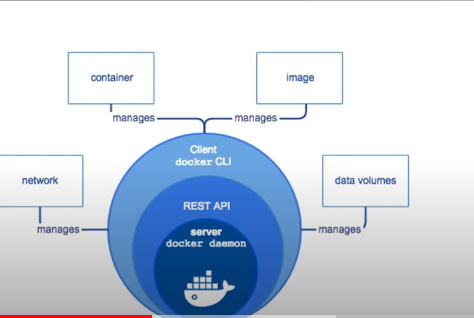 container
image
manages
manages
Client
docker CLI
network
data volumes
REST API
manages
server
manages
docker daemon